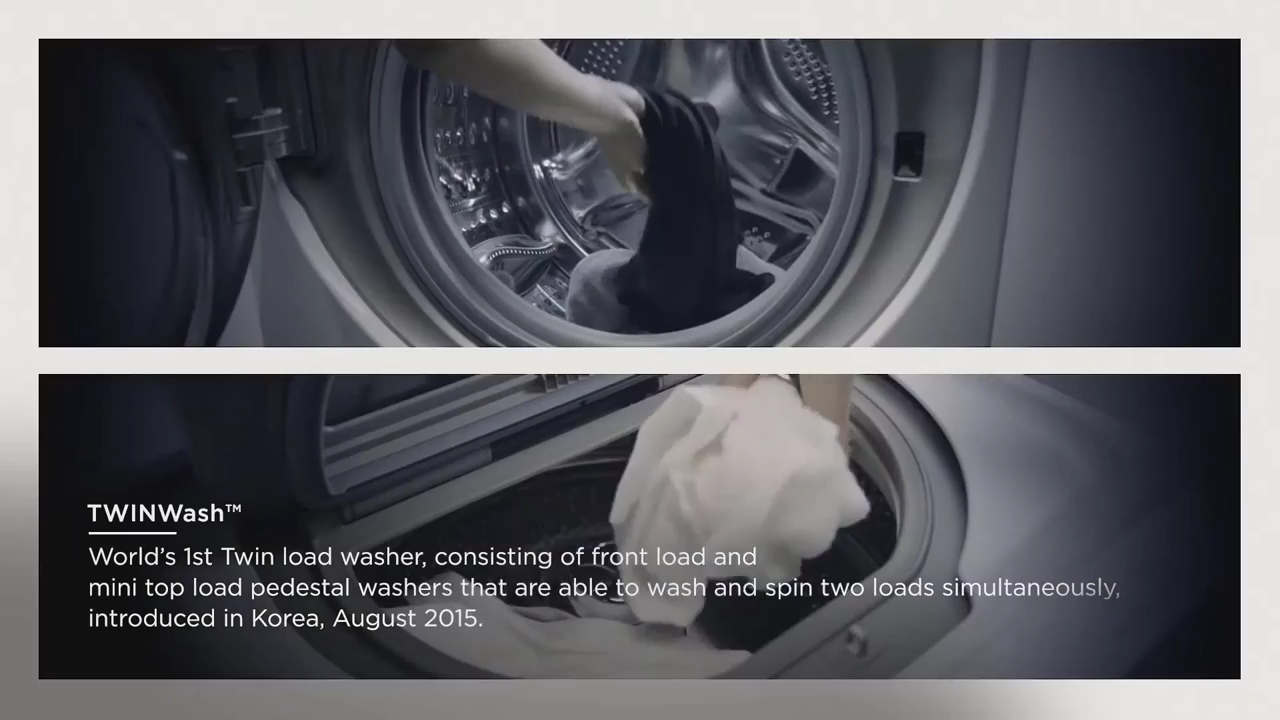 TWINWash™
World's 1st Twin load washer, consisting of front load and
mini top load pedestal washers that are able to wash and spin two loads simultaneously,
introduced in Korea, August 2015.